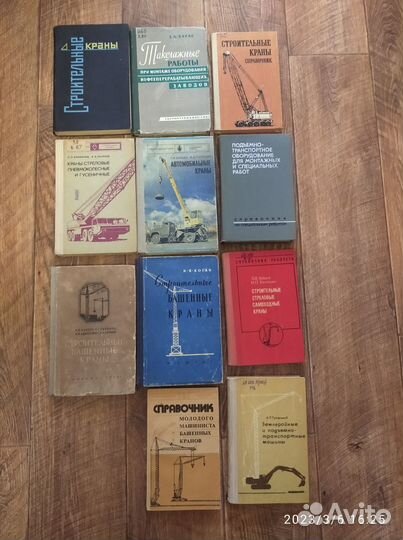 Строительные
краны
Такелажные
РАБОТЫ
ПРИ МОНТАЖЕ ОБОРУДОВАНИЯ
НЕФТЕПЕРЕРАБАТЫВАЮЩИХ
ЗАВОДОВ
СТРОИТЕЛЬНЫЕ
КРАНЫ
СПРАВОЧНИК
КРАНЫ СТРЕЛОВЫЕ
ПНЕВМОКОЛЕСНЫЕ
И ГУСЕНИЧНЫЕ
АВТОМОБИЛЬНЫЕ
КРАНЫ
ПОДЪЕМНО-
ТРАНСПОРТНОЕ
ОБОРУДОВАНИЕ
ДЛЯ МОНТАЖНЫХ
И СПЕЦИАЛЬНЫХ
РАБОТ
СТРОИТЕЛЬНЫЕ
БАШЕННЫЕ
КРАНЫ
Строительные
БАШЕННЫЕ
КРАНЫ
СТРОИТЕЛЬНЫЕ
СТРЕЛОВЫЕ
САМОХОДНЫЕ
КРАНЫ
СПРАВОЧНИК
МОЛОДОГО
МАШИНИСТА
БАШЕННЫХ
КРАНОВ
Землеройные
и подъемно-
транспортные
машины
Avito
2023/3/6 16:25